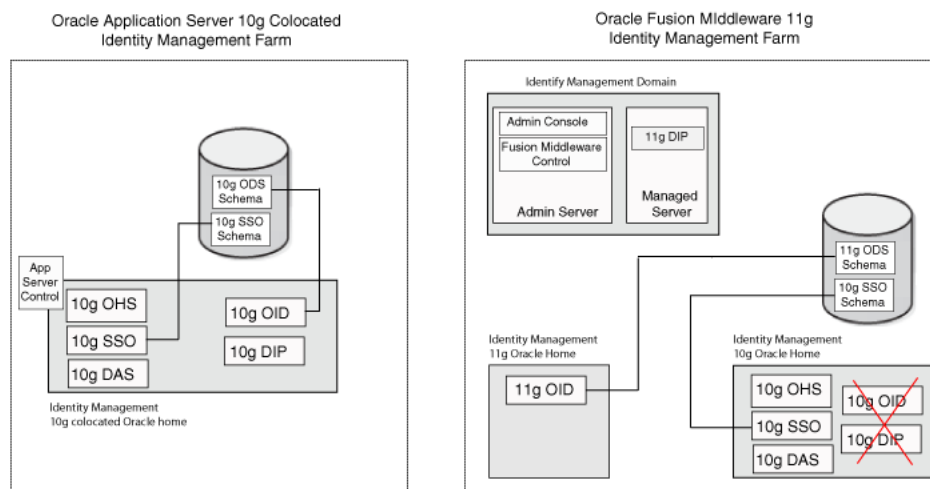 Oracle Application Server 10g Colocated
Identity Management Farm
10g ODS
Schema
10g SSO
Schema
App
Server
Control
10g OHS
10g SSO
10g DAS
10g OID
10g DIP
Identity Management
10g colocated Oracle home
Oracle Fusion MIddleware 11g
Identity Management Farm
Identify Management Domain
Admin Console
Fusion Middleware
Control
Admin Server
11g DIP
Managed
Server
11g ODS
Schema
10g SSO
Schema
Identity Management
11g Oracle Home
11g OID
Identity Management
10g Oracle Home
10g OHS
10g SSO
10g DAS
10g OID
10g DIP